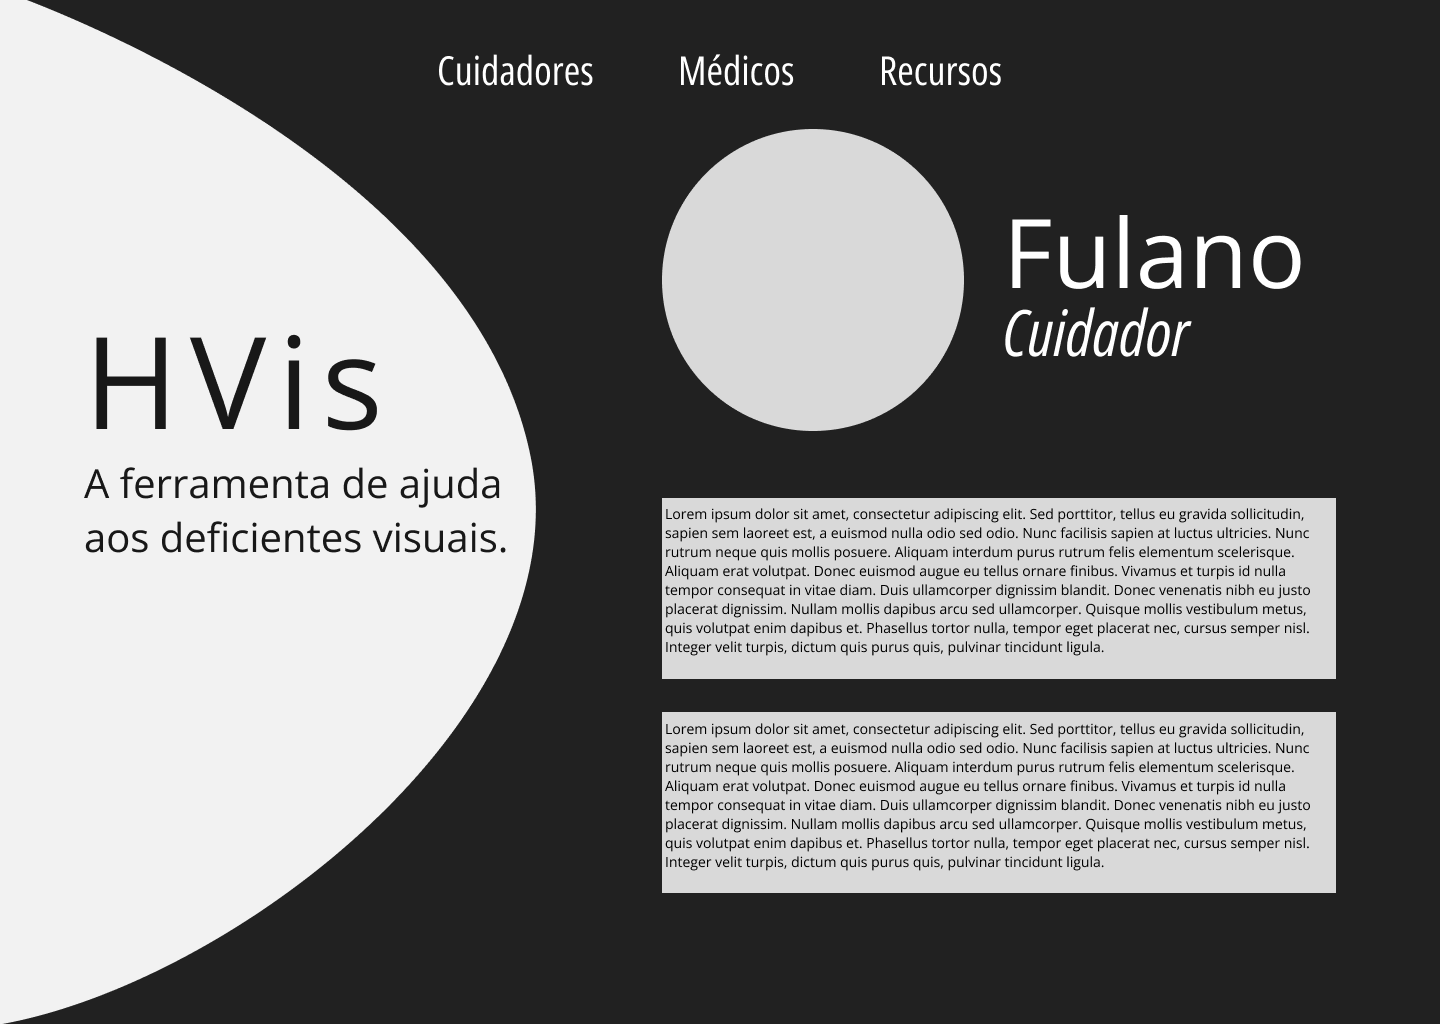 Cuidadores Médicos Recursos
HVis
A ferramenta de ajuda
aos deficientes visuais.
Fulano
Cuidador
Lorem ipsum dolor sit amet, consectetur adipiscing elit. Sed porttitor, tellus eu gravida sollicitudin,
sapien sem laoreet est, a euismod nulla odio sed odio. Nunc facilisis sapien at luctus ultricies. Nunc
rutrum neque quis mollis posuere. Aliquam interdum purus rutrum felis elementum scelerisque.
Aliquam erat volutpat. Donec euismod augue eu tellus ornare finibus. Vivamus et turpis id nulla
tempor consequat in vitae diam. Duis ullamcorper dignissim blandit. Donec venenatis nibh eu justo
placerat dignissim. Nullam mollis dapibus arcu sed ullamcorper. Quisque mollis vestibulum metus,
quis volutpat enim dapibus et. Phasellus tortor nulla, tempor eget placerat nec, cursus semper nisl.
Integer velit turpis, dictum quis purus quis, pulvinar tincidunt ligula.
Lorem ipsum dolor sit amet, consectetur adipiscing elit. Sed porttitor, tellus eu gravida sollicitudin,
sapien sem laoreet est, a euismod nulla odio sed odio. Nunc facilisis sapien at luctus ultricies. Nunc
rutrum neque quis mollis posuere. Aliquam interdum purus rutrum felis elementum scelerisque.
Aliquam erat volutpat. Donec euismod augue eu tellus ornare finibus. Vivamus et turpis id nulla
tempor consequat in vitae diam. Duis ullamcorper dignissim blandit. Donec venenatis nibh eu justo
placerat dignissim. Nullam mollis dapibus arcu sed ullamcorper. Quisque mollis vestibulum metus,
quis volutpat enim dapibus et. Phasellus tortor nulla, tempor eget placerat nec, cursus semper nisl.
Integer velit turpis, dictum quis purus quis, pulvinar tincidunt ligula.